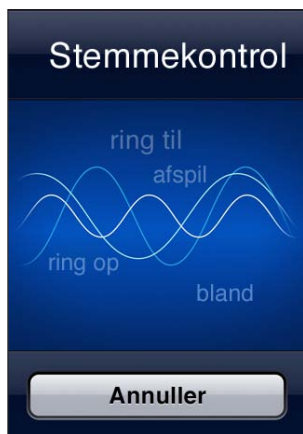 Stemmekontrol
ring til
afspil
ring op
bland
Annuller